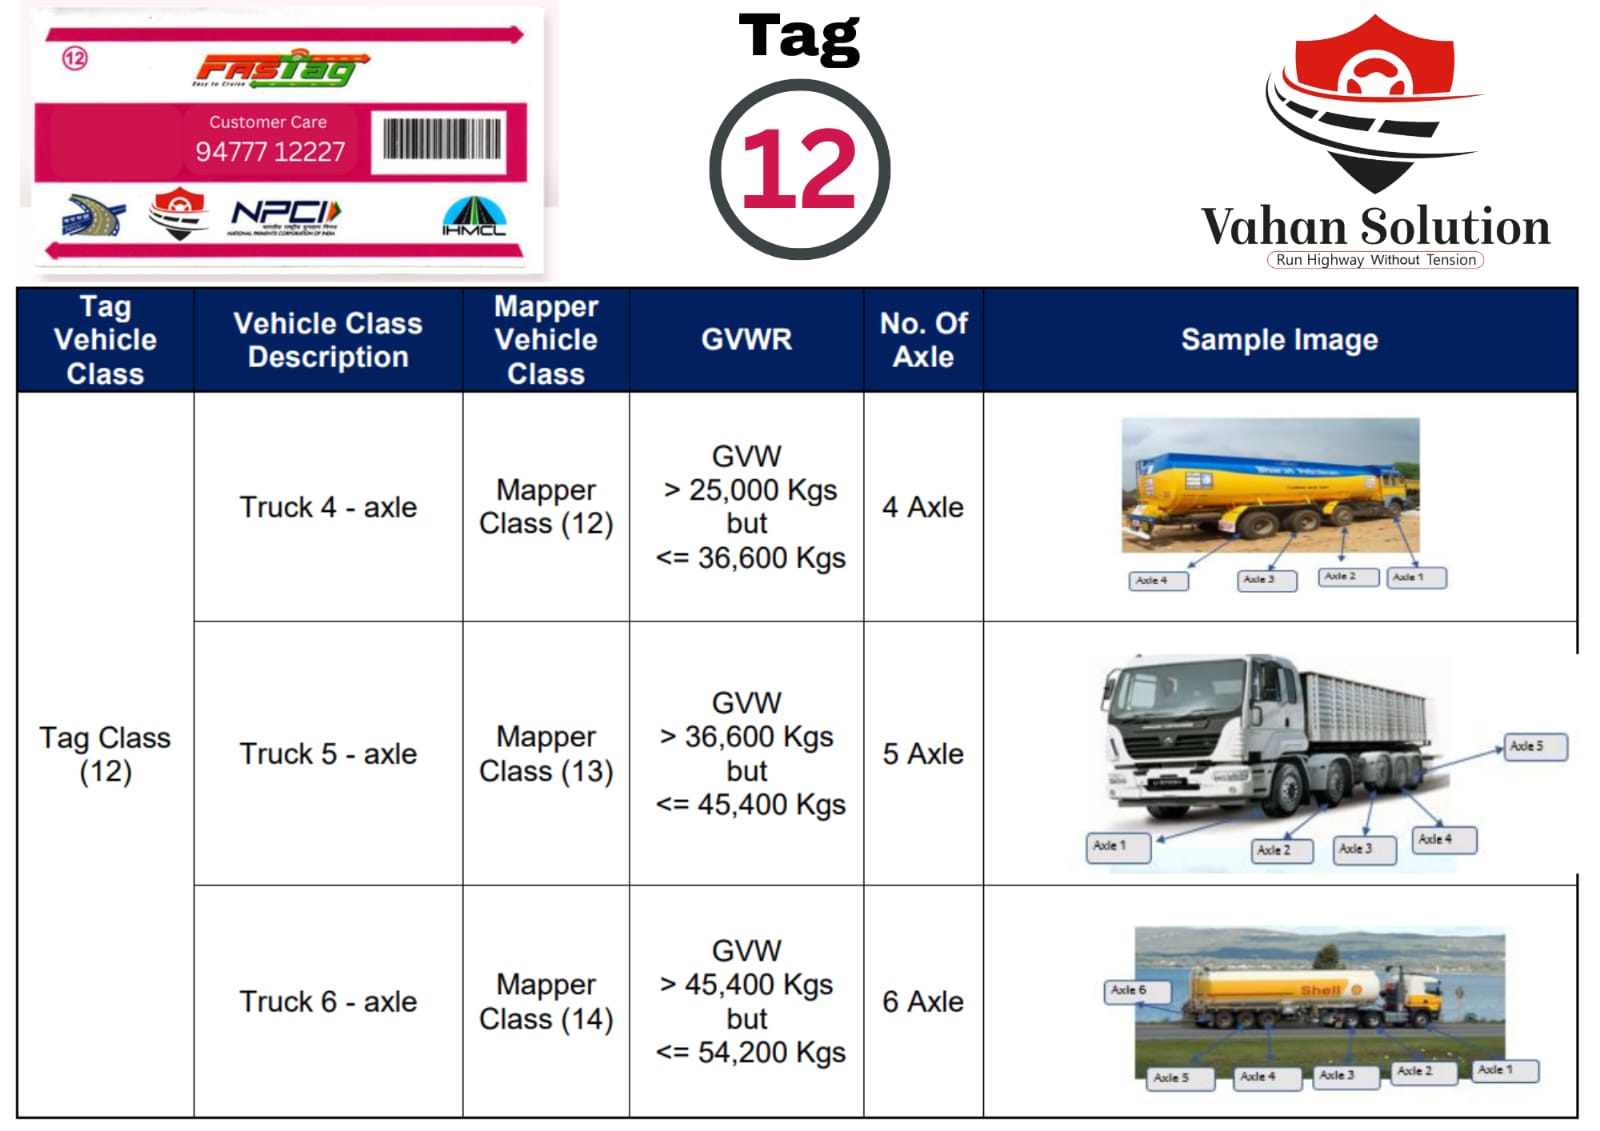 12
FASTag
Easy to Cruise
Customer Care
94777 12227
NPCI
भारतीय राष्ट्रीय भुगतान निगम
NATIONAL PAYMENTS CORPORATION OF INDIA
IHMCL
Tag
12
Vahan Solution
Run Highway Without Tension
Tag Vehicle Class
Vehicle Class Description
Mapper Vehicle Class
GVWR
No. Of Axle
Sample Image
Tag Class (12)
Truck 4 - axle
Mapper Class (12)
GVW
> 25,000 Kgs
but
<= 36,600 Kgs
4 Axle
Bharat Petroleum
Axle 4
Axle 3
Axle 2
Axle 1
Truck 5 - axle
Mapper Class (13)
GVW
> 36,600 Kgs
but
<= 45,400 Kgs
5 Axle
Axle 5
Axle 1
Axle 2
Axle 3
Axle 4
Truck 6 - axle
Mapper Class (14)
GVW
> 45,400 Kgs
but
<= 54,200 Kgs
6 Axle
Shell
Axle 6
Axle 5
Axle 4
Axle 3
Axle 2
Axle 1